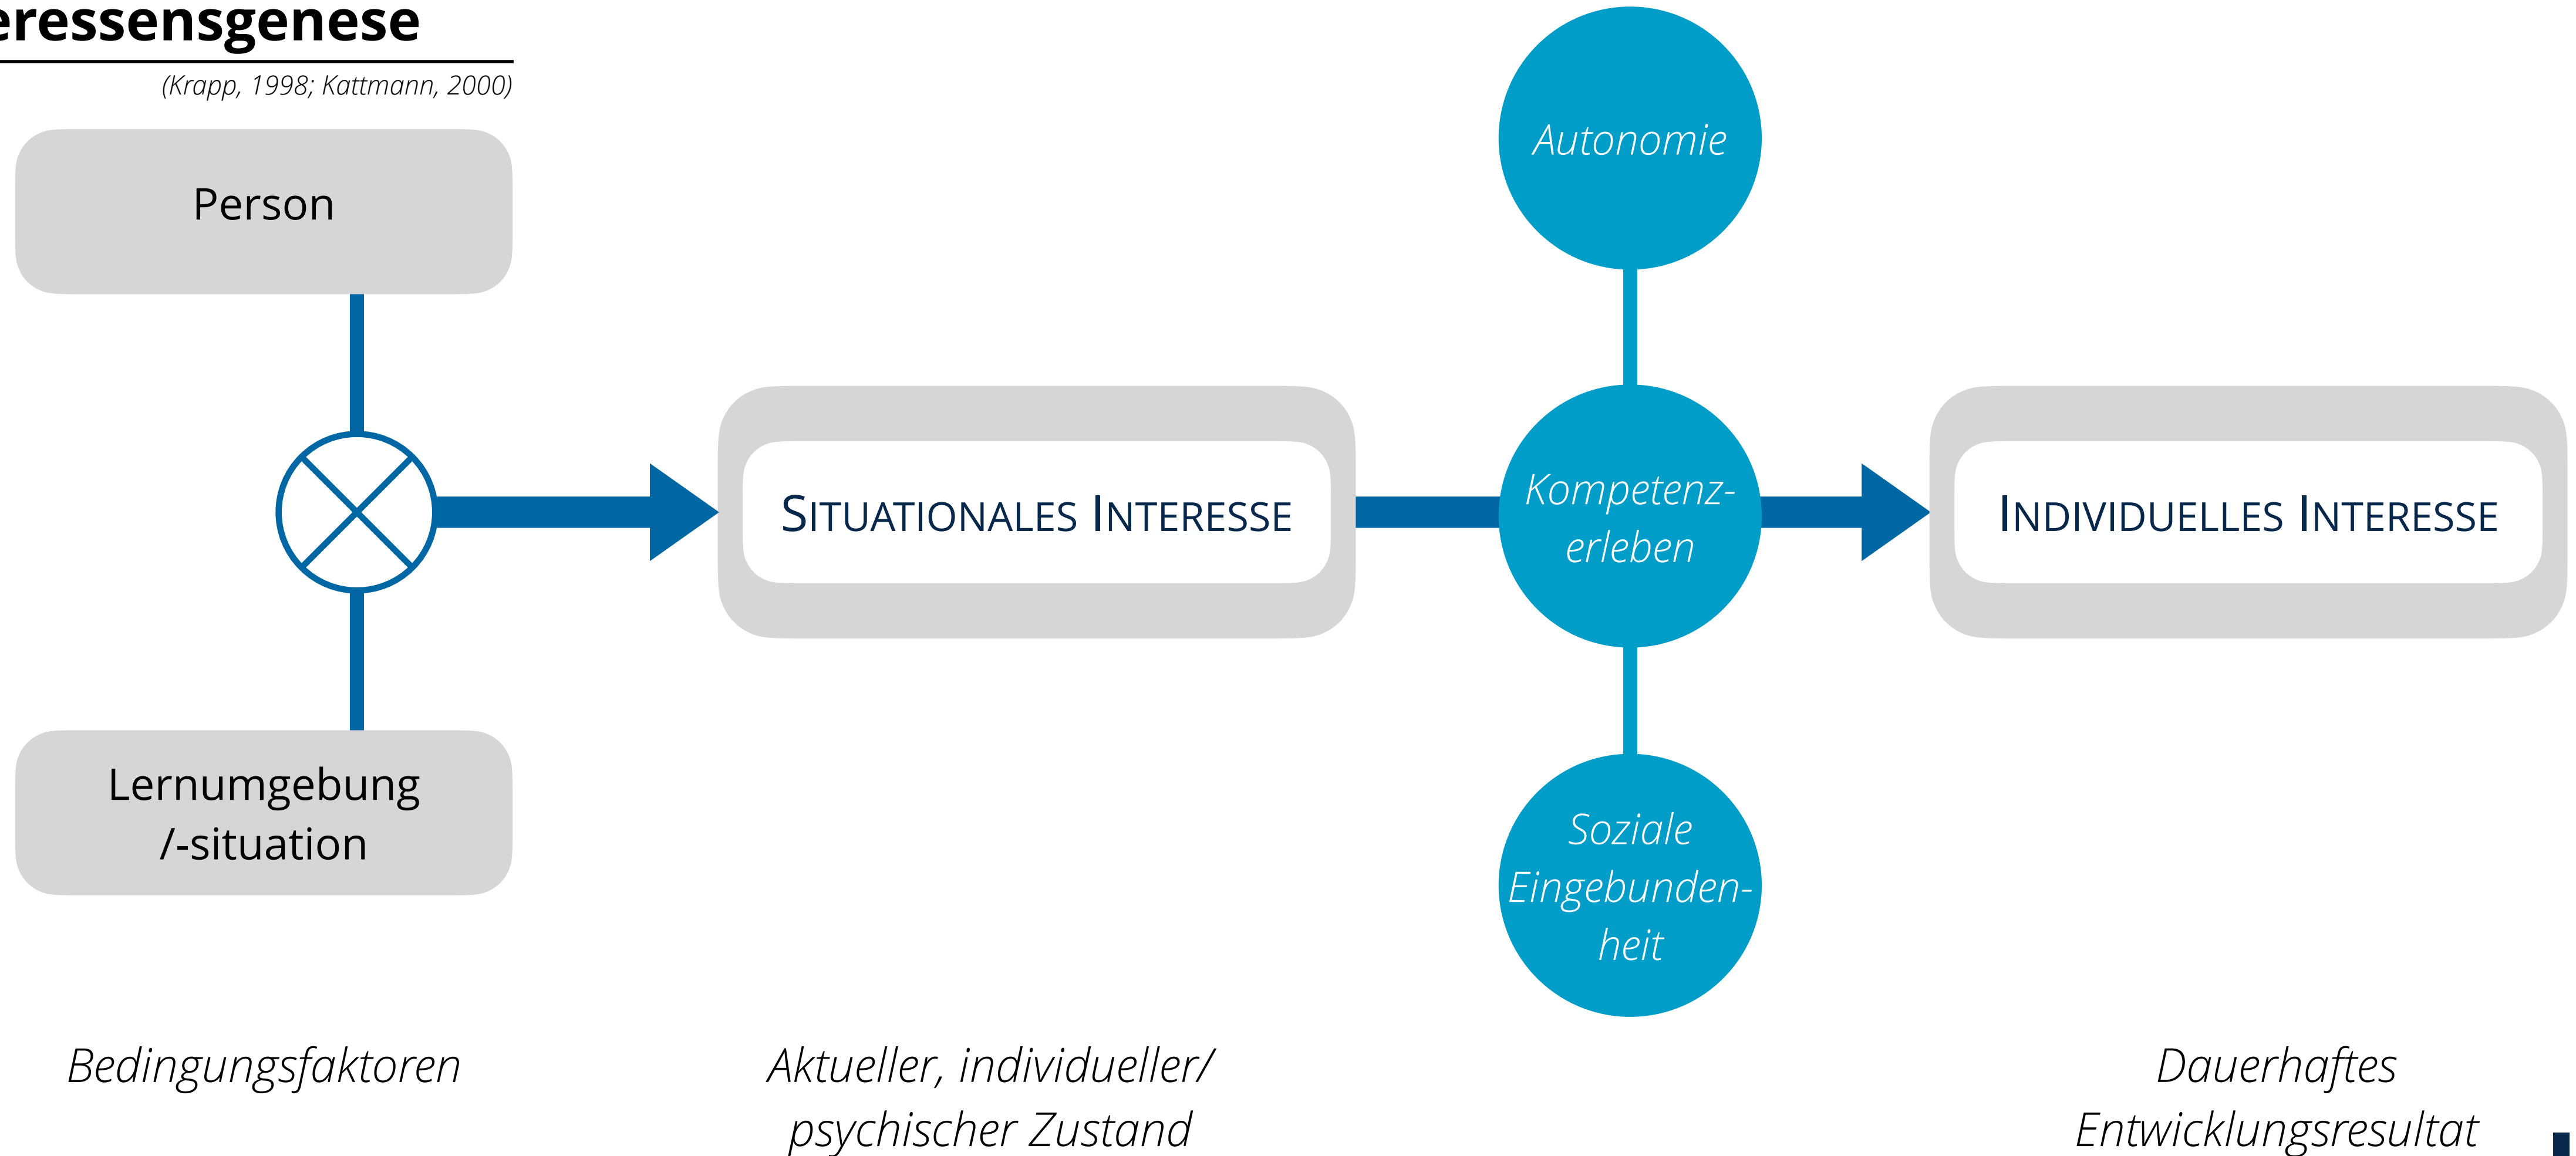 eressensgenese
(Krapp, 1998; Kattmann, 2000)
Person
Lernumgebung
/-situation
SITUATIONALES INTERESSE
Autonomie
Kompetenz-
erleben
Soziale
Eingebunden-
heit
INDIVIDUELLES INTERESSE
Bedingungsfaktoren
Aktueller, individueller/
psychischer Zustand
Dauerhaftes
Entwicklungsresultat